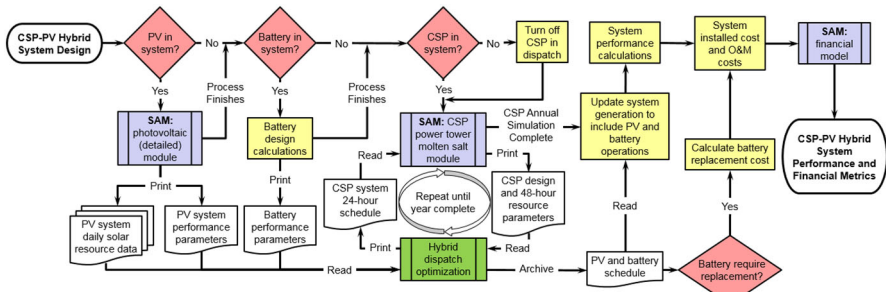 CSP-PV Hybrid
System Design
PV in
system?
No
Battery in
system?
No
CSP in
system?
No
Turn off
CSP in
dispatch
System
performance
calculations
System
installed cost
and O&M
costs
SAM:
financial model
Yes
Process
Finishes
Yes
Process
Finishes
Yes
SAM:
photovoltaic
(detailed)
module
Battery
design
calculations
SAM: CSP
power tower
molten salt
module
CSP Annual
Simulation
Complete
Update system
generation to
include PV and
battery
operations
Calculate battery
replacement cost
CSP-PV Hybrid
System
Performance and
Financial Metrics
Print
Print
Read
Print
CSP system
24-hour
schedule
Repeat until
year complete
CSP design
and 48-hour
resource
parameters
Read
Yes
PV system
daily solar
resource data
PV system
performance
parameters
Battery
performance
parameters
Print
Read
Hybrid
dispatch
optimization
Read
Archive
PV and battery
schedule
Battery require
replacement?